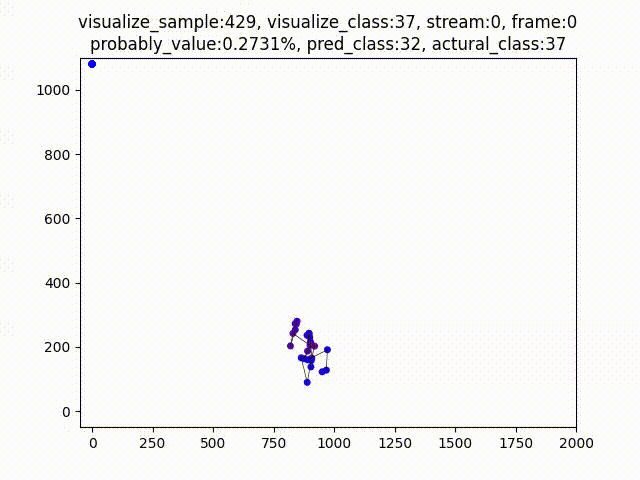 visualize_sample:429, visualize_class:37, stream:0, frame:0
probably_value:0.2731%, pred_class:32, actural_class:37
1000
800
600
400
200
0
0 250 500 750 1000 1250 1500 1750 2000